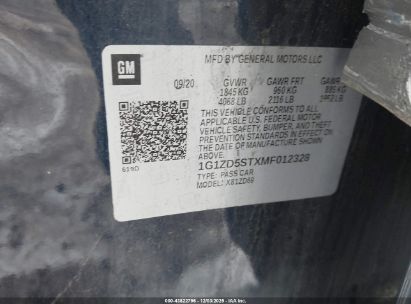 GM
MFD BY GENERAL MOTORS LLC
09/20 GVWR GAWR FRT GAWR
1845 KG 960 KG 885 KG
4068 LB 2116 LB 1952 LB
THIS VEHICLE CONFORMS TO ALL
APPLICABLE U.S. FEDERAL MOTOR
VEHICLE SAFETY, BUMPER, AND THEFT
PREVENTION STANDARDS IN EFFECT
ON THE DATE OF MANUFACTURE
SHOWN ABOVE.
1G1ZD5STXMF012328
TYPE: PASS CAR
MODEL: